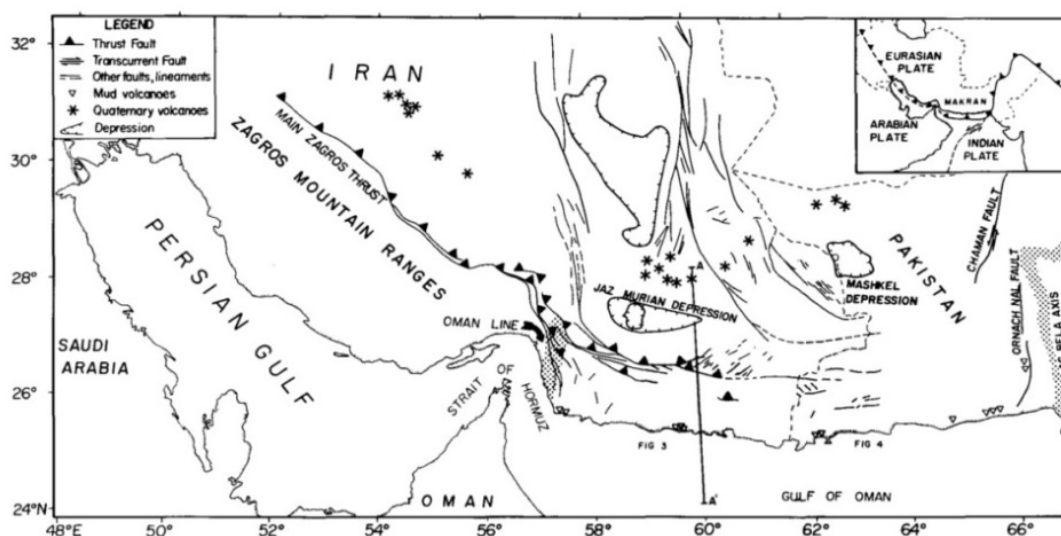 LEGEND
Thrust Fault
Transcurrent Fault
Other faults, lineaments
Mud volcanoes
Quaternary volcanoes
Depression
32°
30°
28°
26°
24°N
48°E
50°
52°
54°
56°
58°
60°
62°
64°
66°
IRAN
MAIN ZAGROS THRUST
ZAGROS MOUNTAIN RANGES
PERSIAN GULF
SAUDI
ARABIA
OMAN LINE
STRAIT OF HORMUZ
OMAN
JAZ MURIAN DEPRESSION
A
A'
FIG 3
FIG 4
GULF OF OMAN
MASHKEL
DEPRESSION
PAKISTAN
CHAMAN FAULT
ORNACH NAL FAULT
BELA AXIS
EURASIAN
PLATE
MAKRAN
ARABIAN
PLATE
INDIAN
PLATE